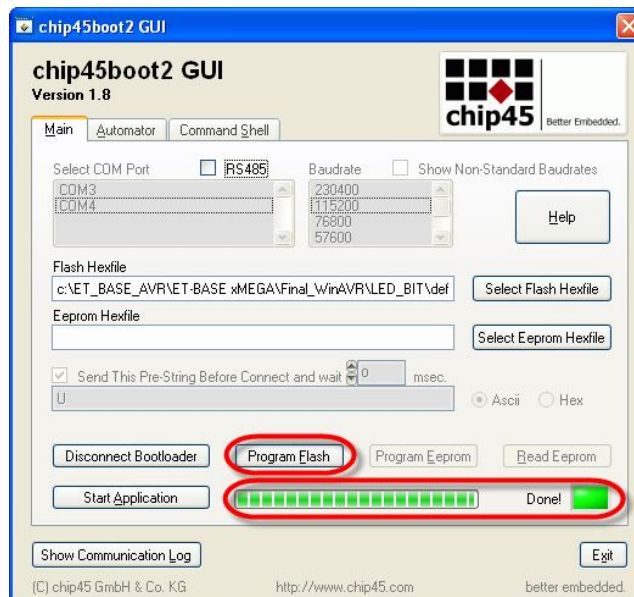 chip45boot2 GUI
chip45boot2 GUI
Version 1.8
chip45 Better Embedded.
Main Automator Command Shell
Select COM Port RS485 Baudrate Show Non-Standard Baudrates
COM3 230400
COM4 115200
76800
57600
Help
Flash Hexfile
c:\ET_BASE_AVR\ET-BASE xMEGA\Final_WinAVR\LED_BIT\def Select Flash Hexfile
Eeprom Hexfile
Select Eeprom Hexfile
Send This Pre-String Before Connect and wait 0 msec.
U Ascii Hex
Disconnect Bootloader Program Flash Program Eeprom Read Eeprom
Start Application Done!
Show Communication Log Exit
(C) chip45 GmbH & Co. KG http://www.chip45.com better embedded.